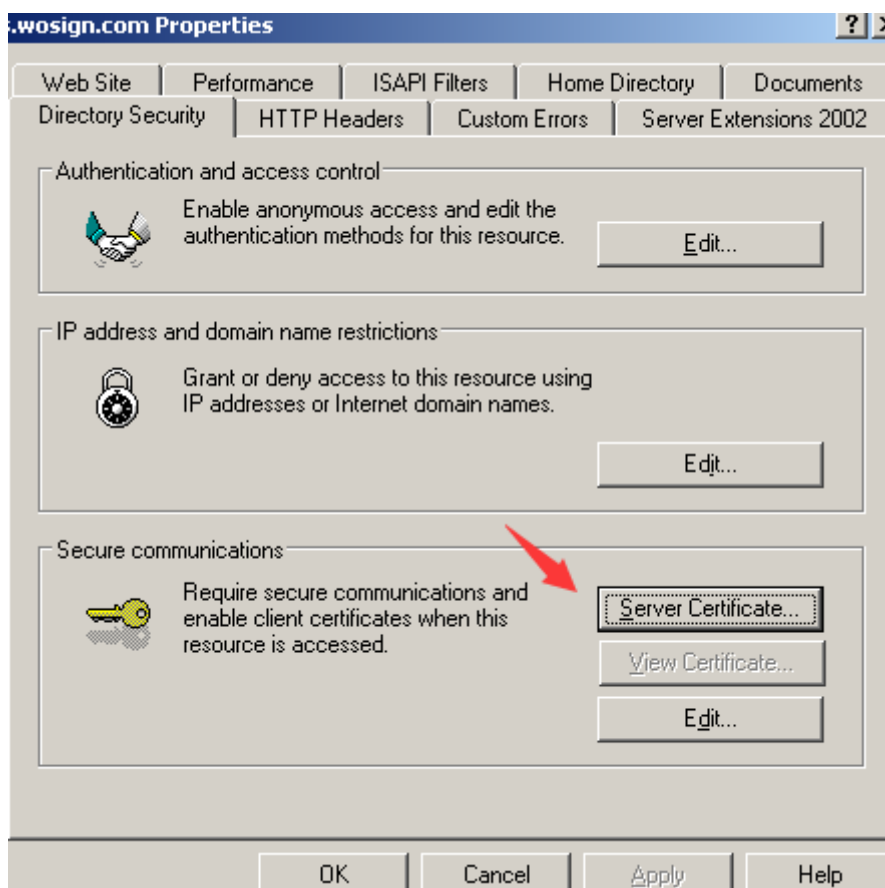 s.wosign.com Properties
Web Site Performance ISAPI Filters Home Directory Documents
Directory Security HTTP Headers Custom Errors Server Extensions 2002
Authentication and access control
Enable anonymous access and edit the
authentication methods for this resource.
Edit...
IP address and domain name restrictions
Grant or deny access to this resource using
IP addresses or Internet domain names.
Edit...
Secure communications
Require secure communications and
enable client certificates when this
resource is accessed.
Server Certificate...
View Certificate...
Edit...
OK Cancel Apply Help